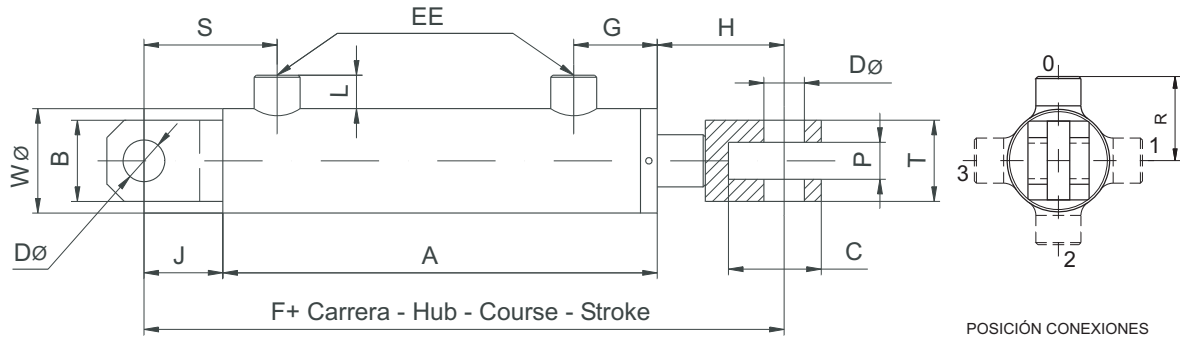 EE
S
G
H
DØ
L
WØ
B
P
T
DØ
J
A
C
F+ Carrera - Hub - Course - Stroke
0
R
1
3
2
POSICIÓN CONEXIONES